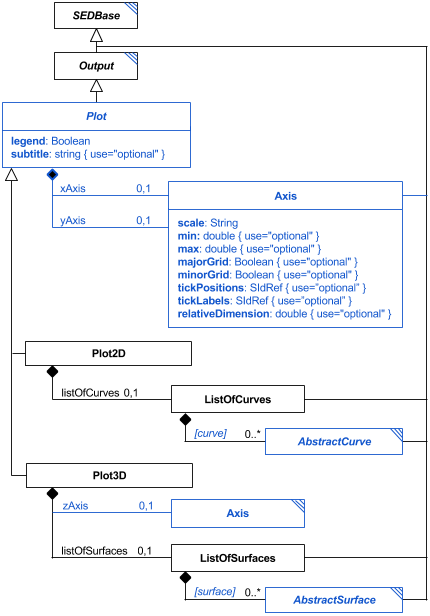 SEDBase
Output
Plot
legend: Boolean
subtitle: string { use="optional" }
xAxis 0,1
yAxis 0,1
Axis
scale: String
min: double { use="optional" }
max: double { use="optional" }
majorGrid: Boolean { use="optional" }
minorGrid: Boolean { use="optional" }
tickPositions: SIdRef { use="optional" }
tickLabels: SIdRef { use="optional" }
relativeDimension: double { use="optional" }
Plot2D
listOfCurves 0,1
ListOfCurves
[curve] 0..*
AbstractCurve
Plot3D
zAxis 0,1
Axis
listOfSurfaces 0,1
ListOfSurfaces
[surface] 0..*
AbstractSurface